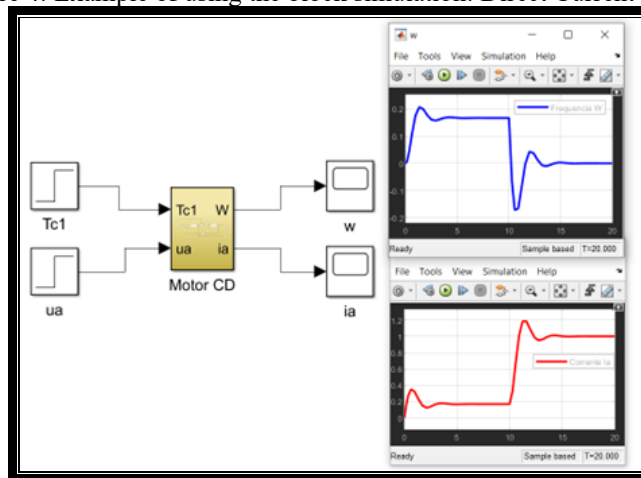 Tc1
ua
Tc1 W
ua ia
Motor CD
w
ia
w
File Tools View Simulation Help
Frequencia W
0.2
0.1
0
-0.1
-0.2
0 5 10 15 20
Ready Sample based T=20.000
File Tools View Simulation Help
1.2
1
0.8
0.6
0.4
0.2
0
Corrente Ia
0 5 10 15 20
Ready Sample based T=20.000